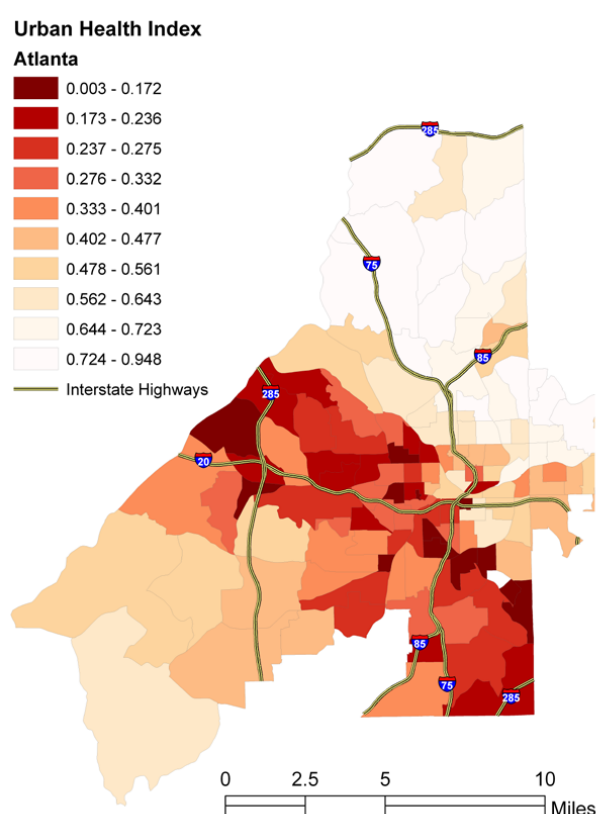 Urban Health Index
Atlanta
0.003 - 0.172
0.173 - 0.236
0.237 - 0.275
0.276 - 0.332
0.333 - 0.401
0.402 - 0.477
0.478 - 0.561
0.562 - 0.643
0.644 - 0.723
0.724 - 0.948
Interstate Highways
285
75
85
285
20
85
75
285
0 2.5 5 10
Miles